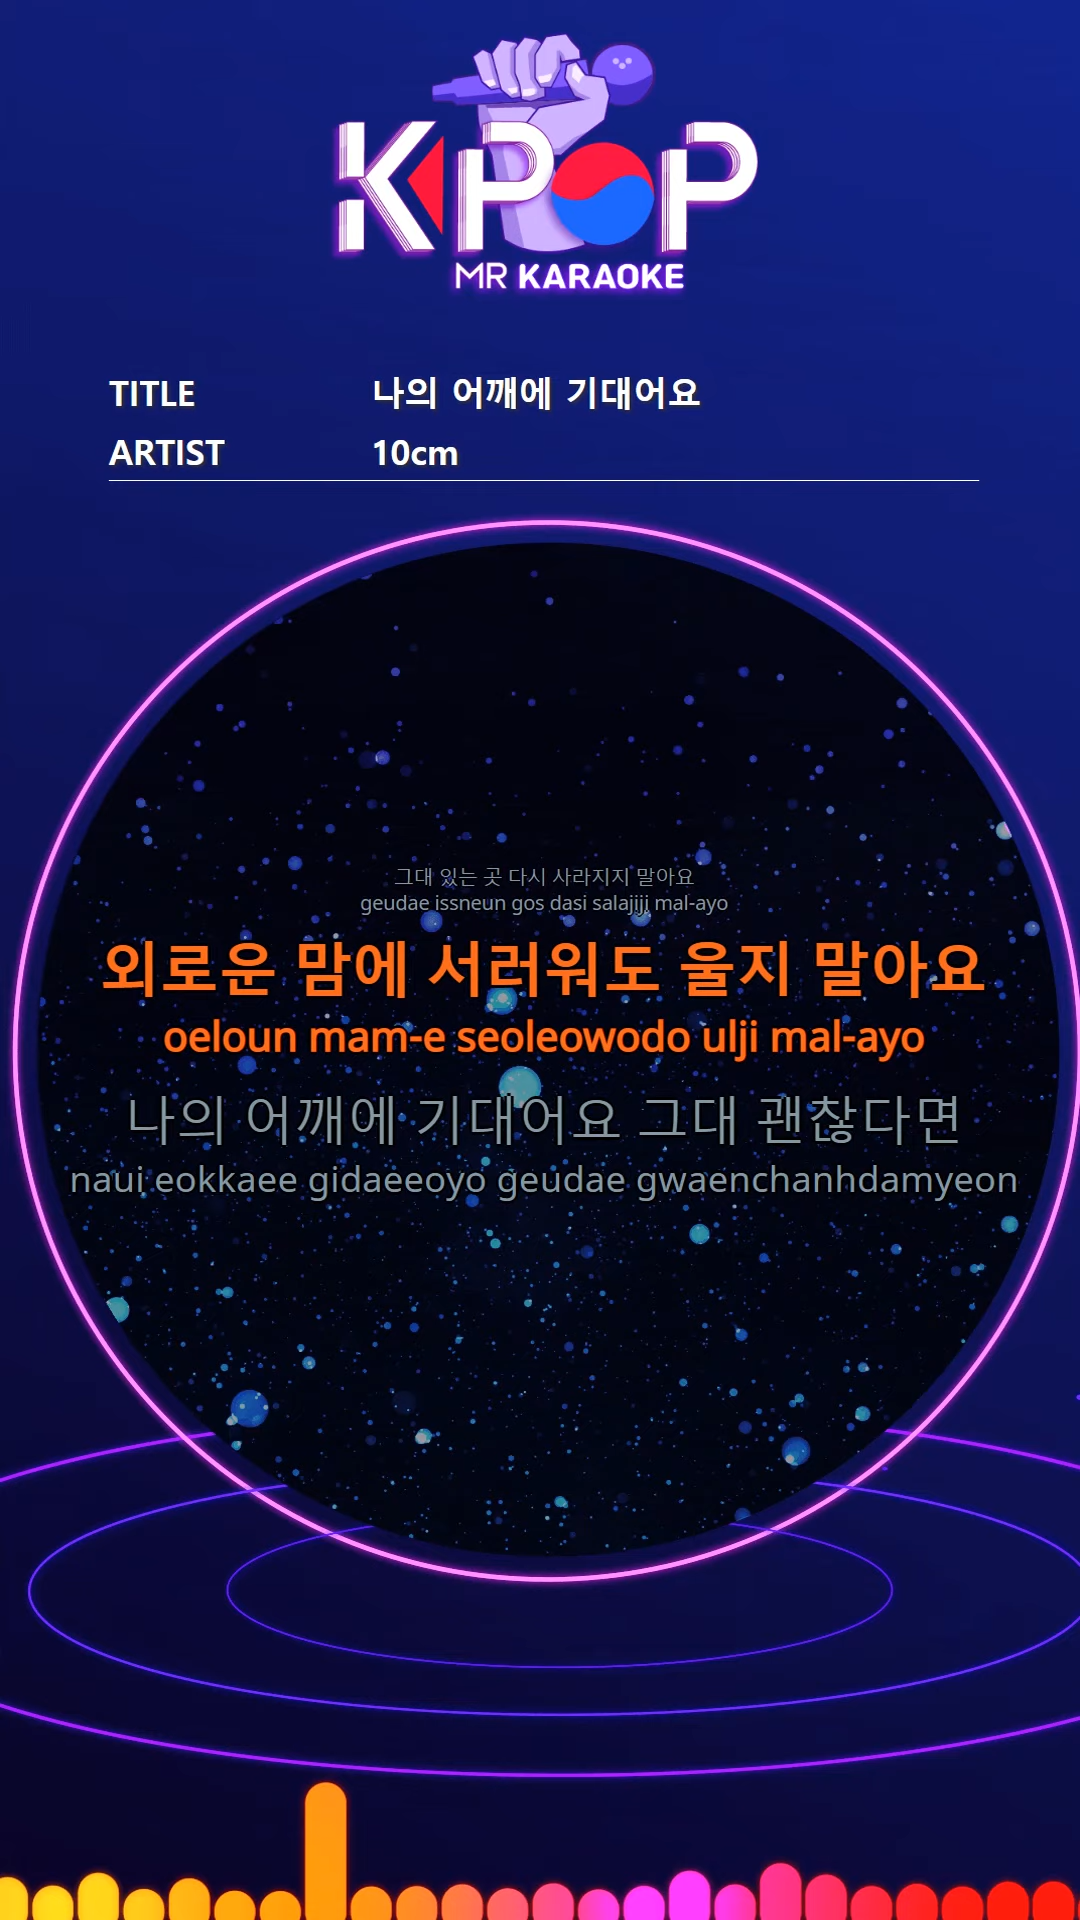 KPOP
MR KARAOKE
TITLE 나의 어깨에 기대어요
ARTIST 10cm
그대 있는 곳 다시 사라지지 말아요
geudae issneun gos dasi salajiji mal-ayo
외로운 맘에 서러워도 울지 말아요
oeloun mam-e seoleowodo ulji mal-ayo
나의 어깨에 기대어요 그대 괜찮다면
naui eokkaee gidaeeoyo geudae gwaenchanhdamyeon